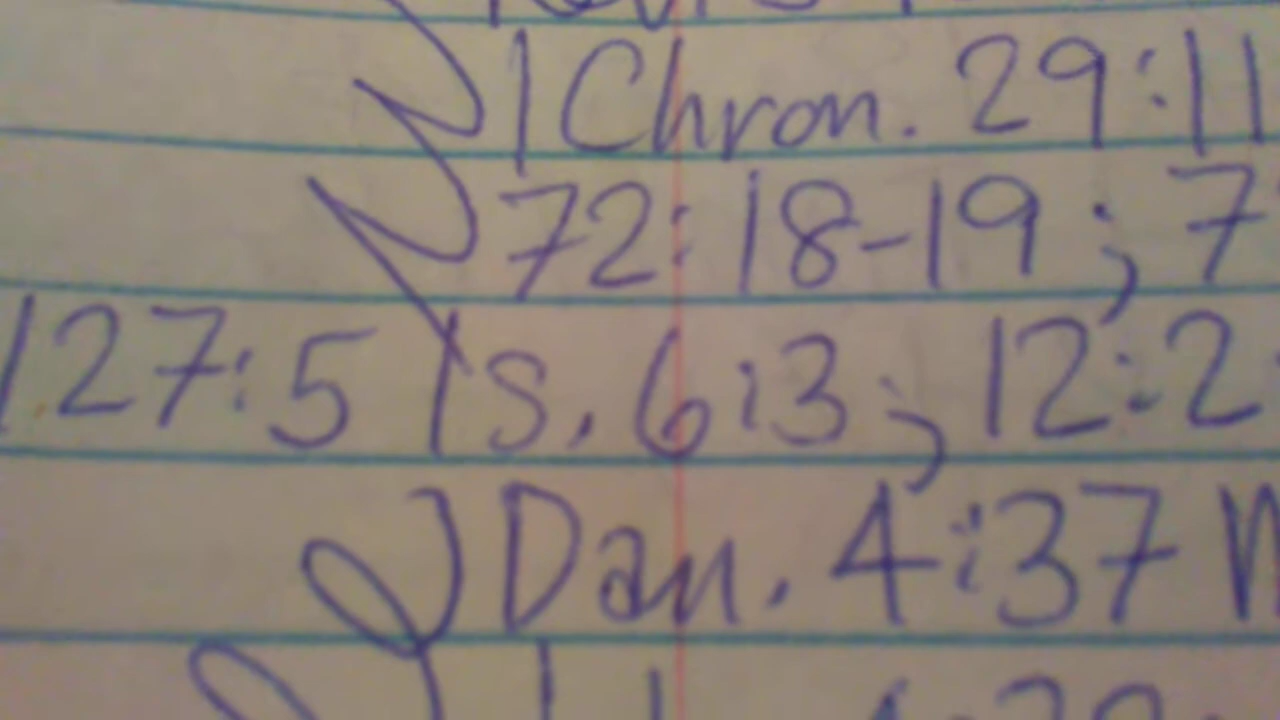 1 Chron. 29:11
72:18-19; 7
127:5 Is. 6:3; 12:2
Dan. 4:37